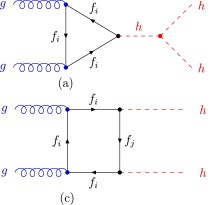 g f_i h
f_i h
g f_i h
(a)
g f_i h
f_i f_j
g f_i h
(c)